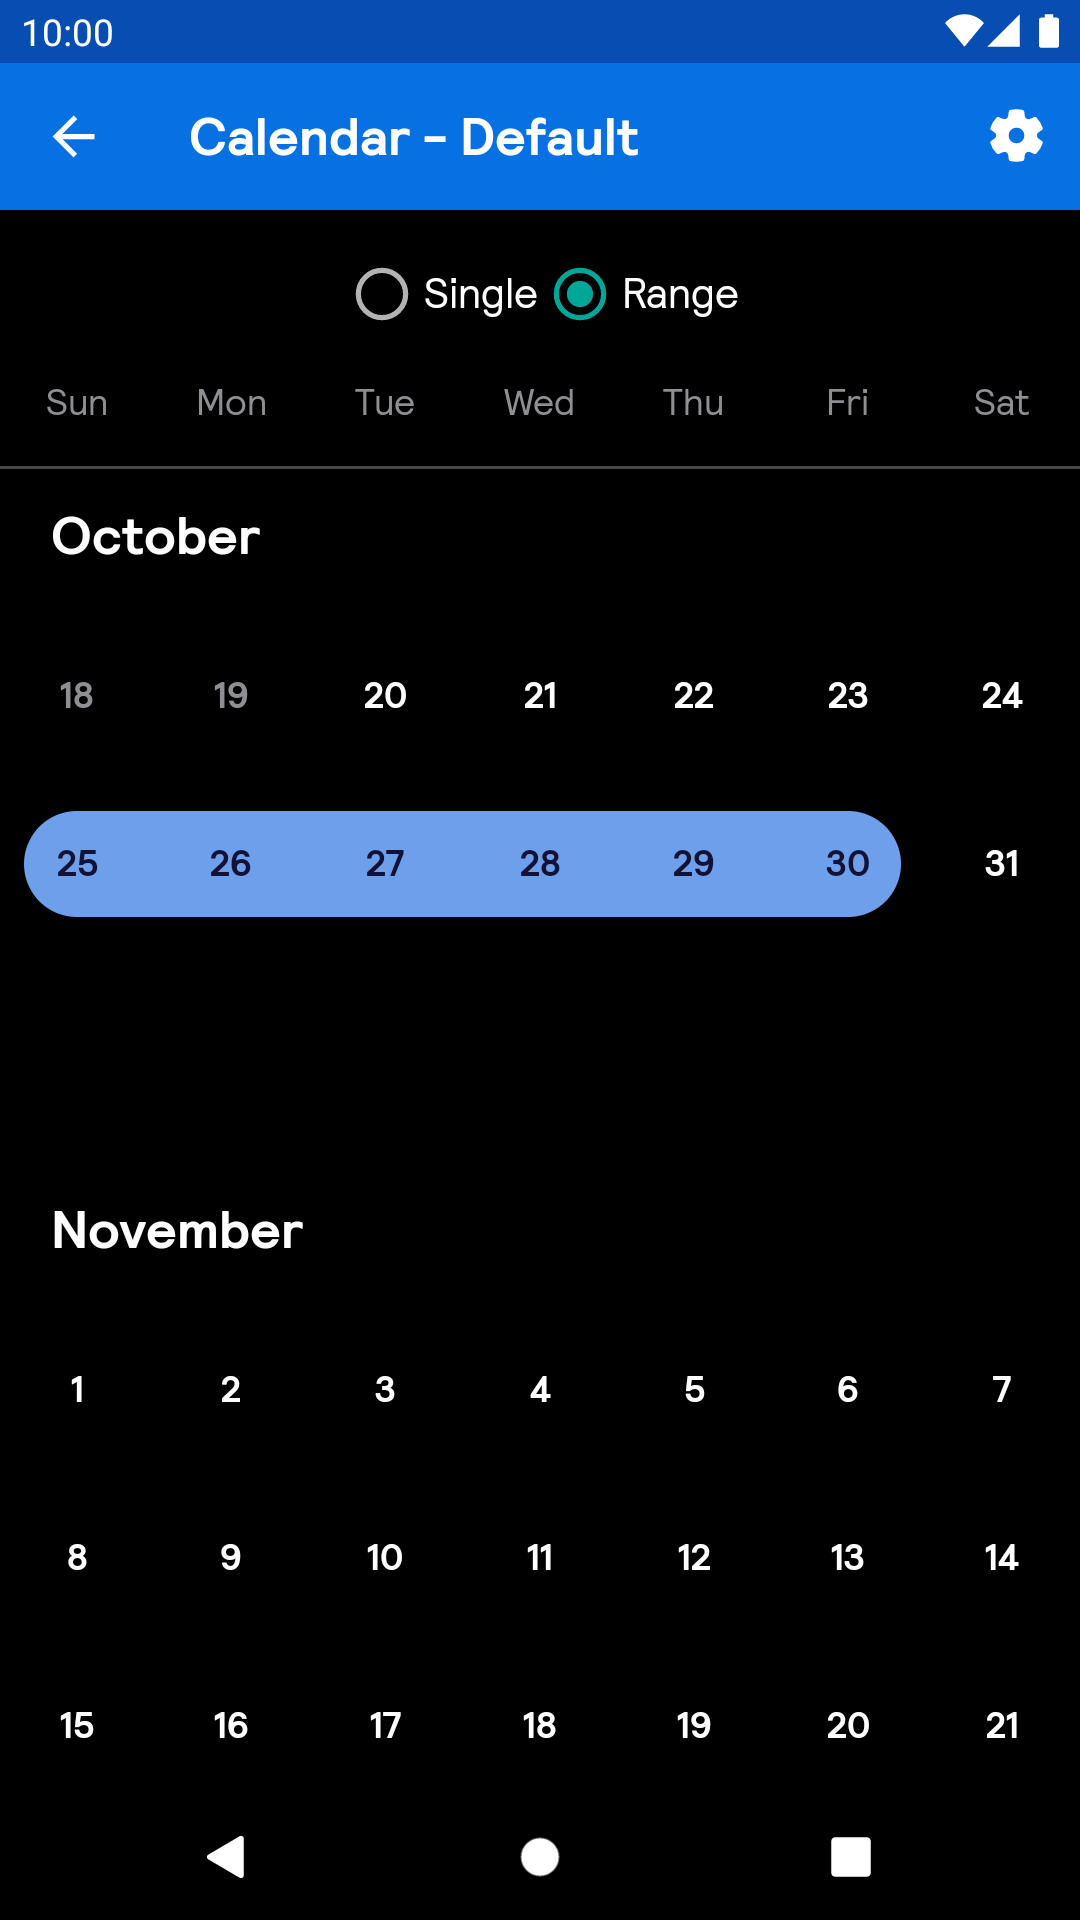 10:00
Calendar - Default
Single Range
Sun Mon Tue Wed Thu Fri Sat
October
18 19 20 21 22 23 24
25 26 27 28 29 30 31
November
1 2 3 4 5 6 7
8 9 10 11 12 13 14
15 16 17 18 19 20 21